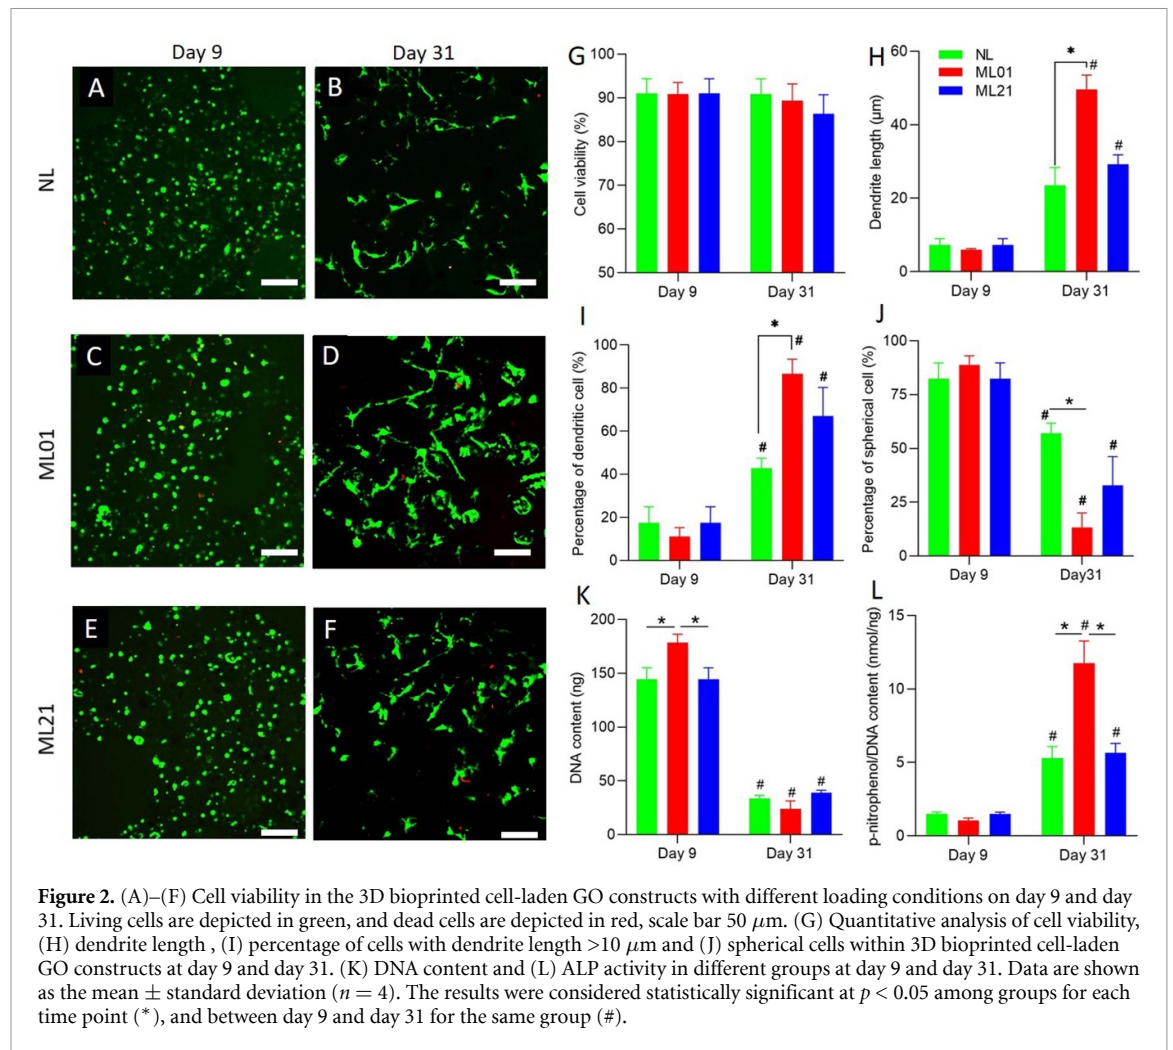 Day 9
Day 31
NL
A
B
ML01
C
D
ML21
E
F
G
Cell viability (%)
100
90
80
70
60
50
Day 9
Day 31
H
NL
ML01
ML21
Dendrite length (μm)
60
40
20
0
*
#
#
Day 9
Day 31
I
Percentage of dendritic cell (%)
100
80
60
40
20
0
*
#
#
#
Day 9
Day 31
J
Percentage of spherical cell (%)
100
75
50
25
0
#
*
#
#
Day 9
Day31
K
DNA content (ng)
200
150
100
50
0
*
*
#
#
#
Day 9
Day 31
L
p-nitrophenol/DNA content (nmol/ng)
15
10
5
0
*
#
*
#
#
Day 9
Day 31
Figure 2. (A)–(F) Cell viability in the 3D bioprinted cell-laden GO constructs with different loading conditions on day 9 and day
31. Living cells are depicted in green, and dead cells are depicted in red, scale bar 50 μm. (G) Quantitative analysis of cell viability,
(H) dendrite length , (I) percentage of cells with dendrite length >10 μm and (J) spherical cells within 3D bioprinted cell-laden
GO constructs at day 9 and day 31. (K) DNA content and (L) ALP activity in different groups at day 9 and day 31. Data are shown
as the mean ± standard deviation (n = 4). The results were considered statistically significant at p < 0.05 among groups for each
time point (*), and between day 9 and day 31 for the same group (#).